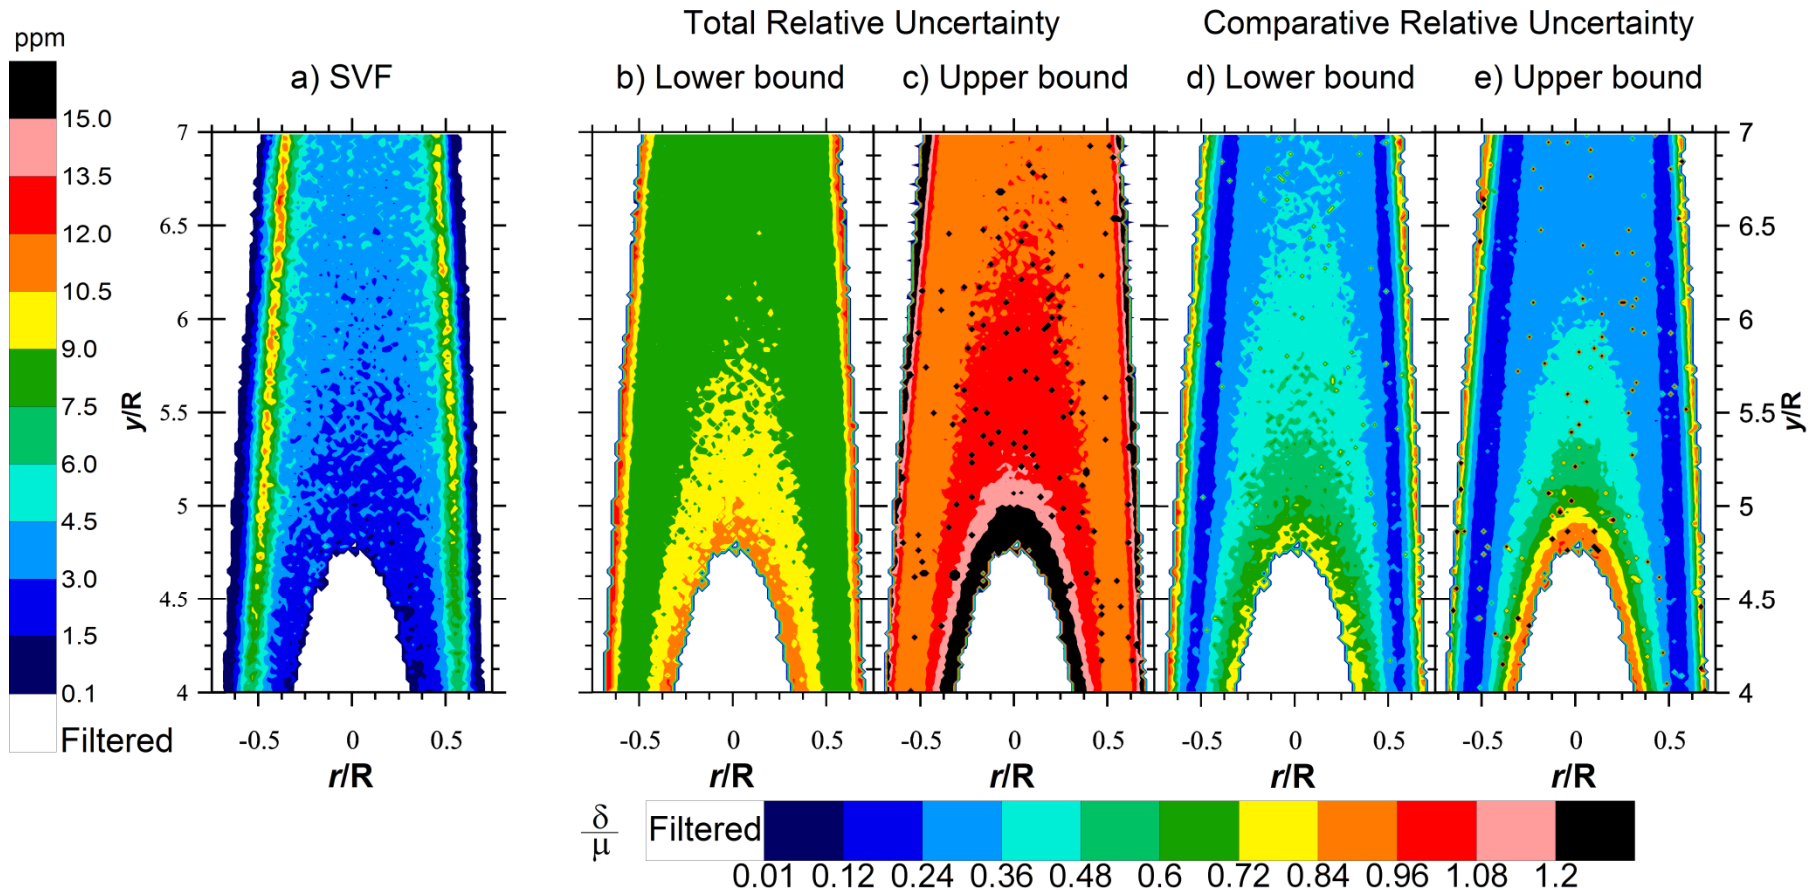 Total Relative Uncertainty
Comparative Relative Uncertainty
ppm
a) SVF
b) Lower bound
c) Upper bound
d) Lower bound
e) Upper bound
15.0
13.5
12.0
10.5
9.0
7.5
6.0
4.5
3.0
1.5
0.1
Filtered
y/R
7
6.5
6
5.5
5
4.5
4
7
6.5
6
5.5
5
4.5
4
y/R
-0.5 0 0.5
-0.5 0 0.5
-0.5 0 0.5
-0.5 0 0.5
-0.5 0 0.5
r/R
r/R
r/R
r/R
r/R
δ
μ
Filtered
0.01 0.12 0.24 0.36 0.48 0.6 0.72 0.84 0.96 1.08 1.2